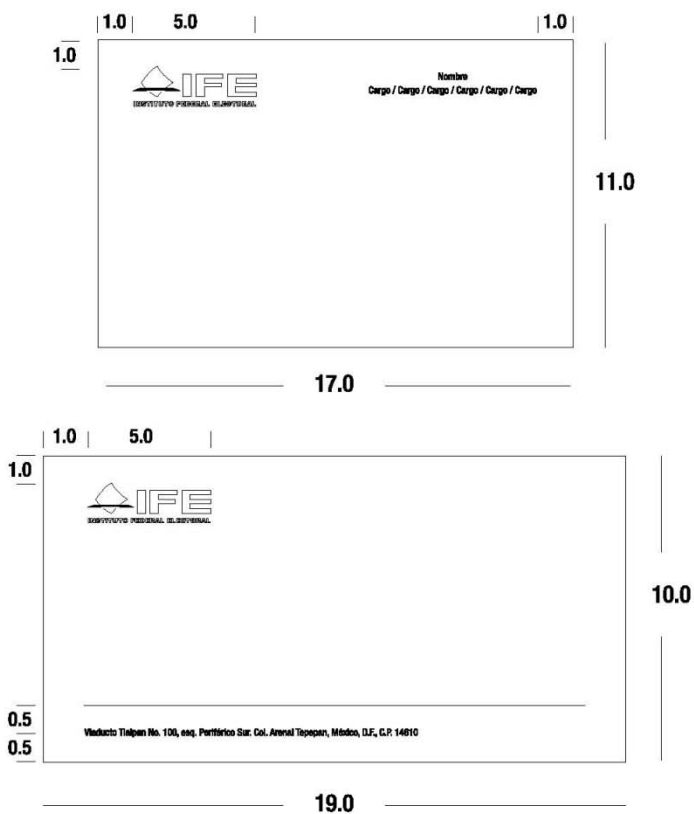 1.0 5.0 1.0
1.0
IFE
INSTITUTO FEDERAL ELECTORAL
Nombre
Cargo / Cargo / Cargo / Cargo / Cargo / Cargo
11.0
17.0
1.0 5.0
1.0
IFE
INSTITUTO FEDERAL ELECTORAL
10.0
0.5
Viaducto Tlalpan No. 100, esq. Periférico Sur. Col. Arenal Tepepan, México, D.F., C.P. 14610
0.5
19.0